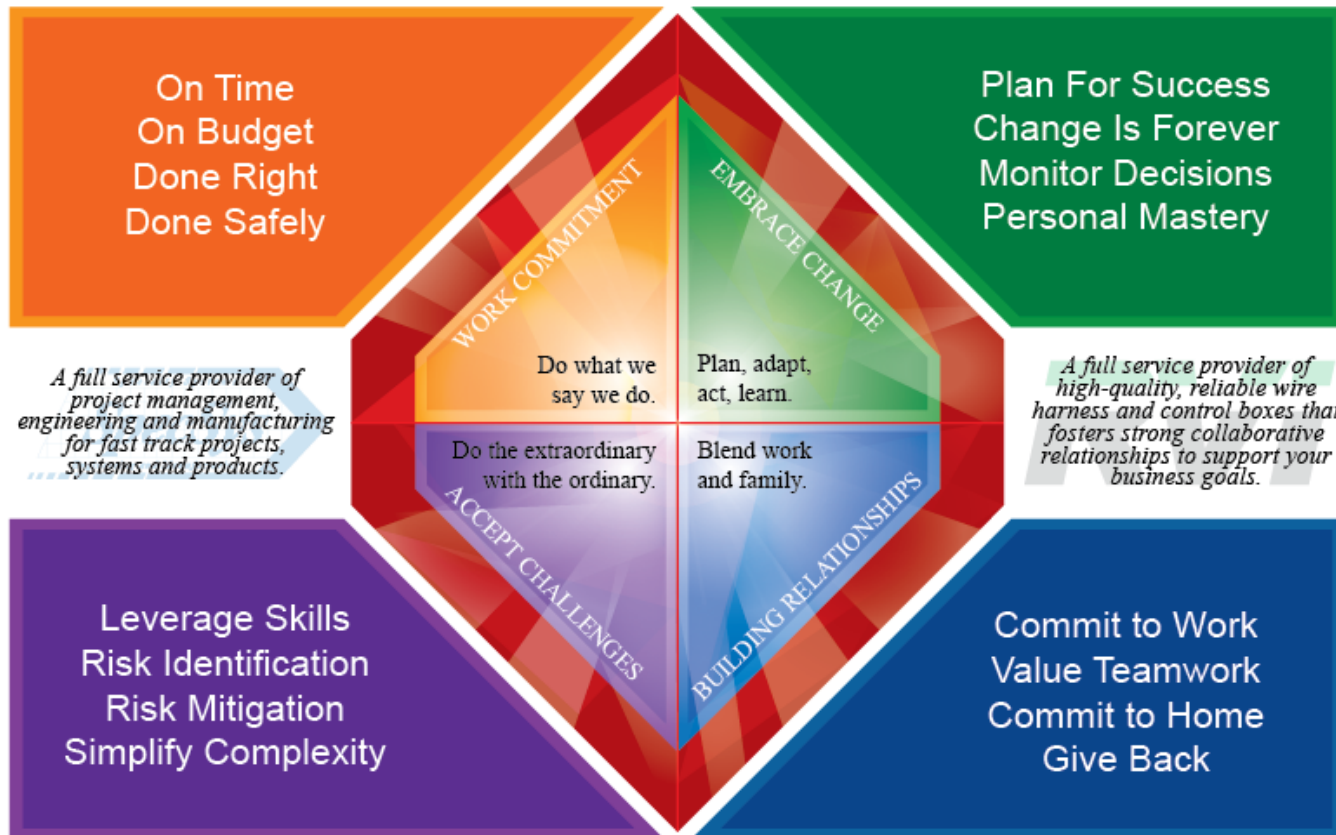 On Time
On Budget
Done Right
Done Safely
Plan For Success
Change Is Forever
Monitor Decisions
Personal Mastery
WORK COMMITMENT
EMBRACE CHANGE
Do what we
say we do.
Plan, adapt,
act, learn.
A full service provider of
project management,
engineering and manufacturing
for fast track projects,
systems and products.
A full service provider of
high-quality, reliable wire
harness and control boxes that
fosters strong collaborative
relationships to support your
business goals.
Do the extraordinary
with the ordinary.
Blend work
and family.
ACCEPT CHALLENGES
BUILDING RELATIONSHIPS
Leverage Skills
Risk Identification
Risk Mitigation
Simplify Complexity
Commit to Work
Value Teamwork
Commit to Home
Give Back